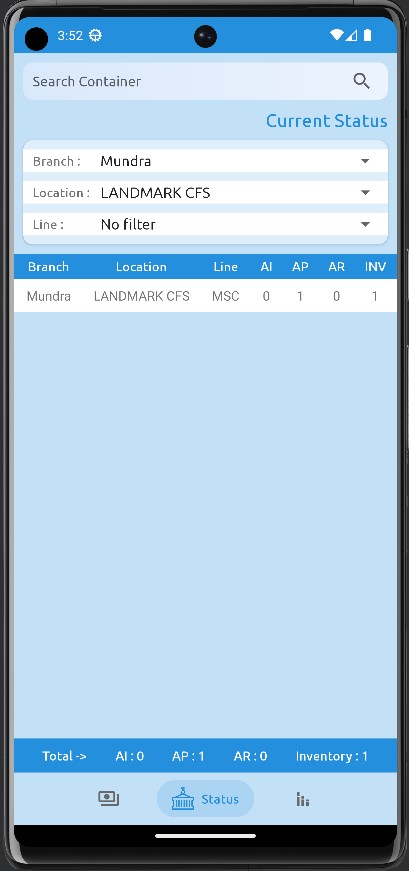 3:52
Search Container
Current Status
Branch : Mundra
Location : LANDMARK CFS
Line : No filter
Branch Location Line AI AP AR INV
Mundra LANDMARK CFS MSC 0 1 0 1
Total -> AI : 0 AP : 1 AR : 0 Inventory : 1
Status